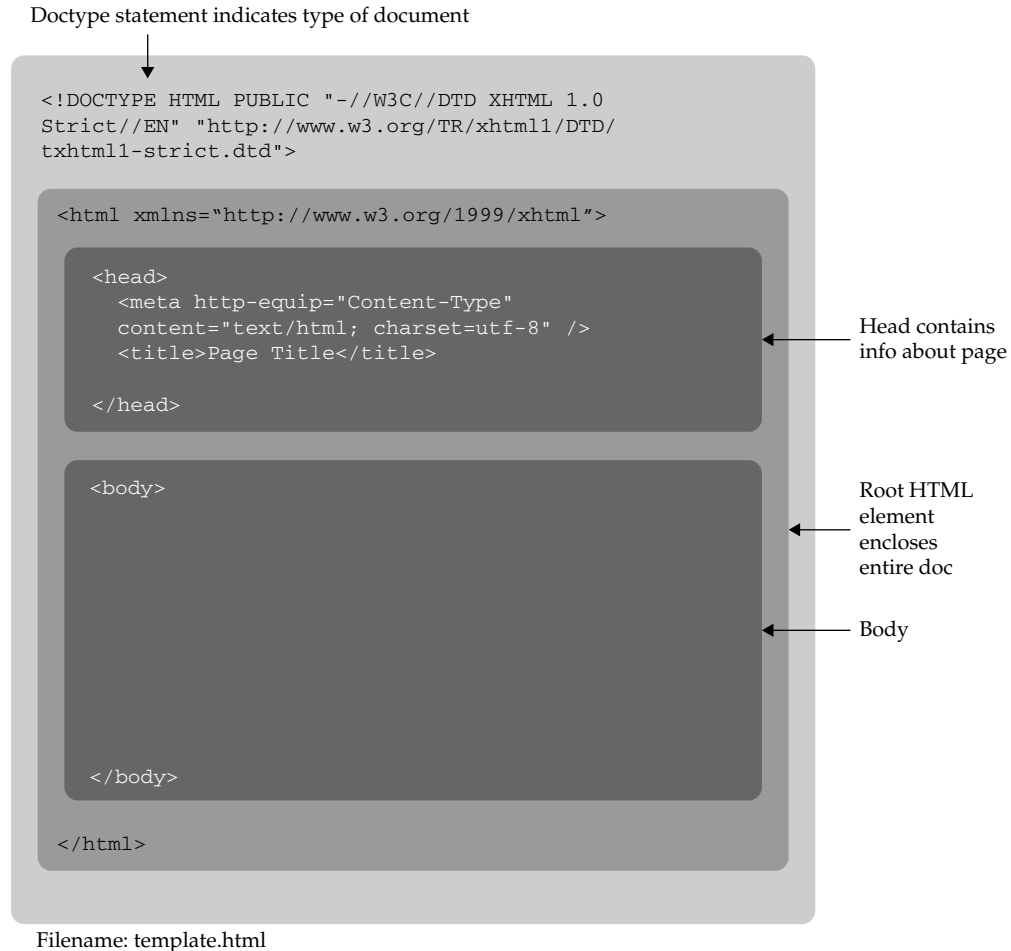 Doctype statement indicates type of document
<!DOCTYPE HTML PUBLIC "-//W3C//DTD XHTML 1.0
Strict//EN" "http://www.w3.org/TR/xhtml1/DTD/
txhtml1-strict.dtd">
<html xmlns=“http://www.w3.org/1999/xhtml”>
<head>
<meta http-equip="Content-Type"
content="text/html; charset=utf-8" />
<title>Page Title</title>
</head>
Head contains
info about page
<body>
Root HTML
element
encloses
entire doc
Body
</body>
</html>
Filename: template.html